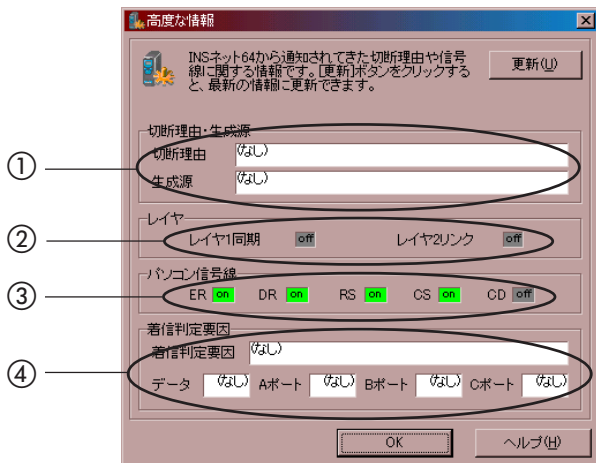 高度な情報
INSネット64から通知されてきた切断理由や信号
線に関する情報です。[更新]ボタンをクリックする
と、最新の情報に更新できます。
更新(U)
切断理由・生成源
① 切断理由 (なし)
生成源 (なし)
レイヤ
② レイヤ1同期 off レイヤ2リンク off
パソコン信号線
③ ER on DR on RS on CS on CD off
着信判定要因
着信判定要因 (なし)
④ データ (なし) Aポート (なし) Bポート (なし) Cポート (なし)
OK ヘルプ(H)